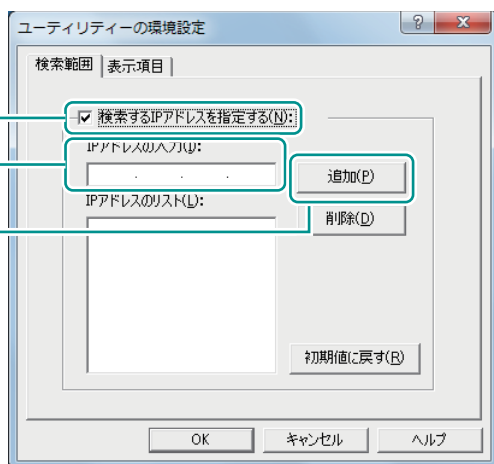 ユーティリティーの環境設定
検索範囲
表示項目
検索するIPアドレスを指定する(N):
IPアドレスの入力(I):
追加(P)
IPアドレスのリスト(L):
削除(D)
初期値に戻す(R)
OK
キャンセル
ヘルプ